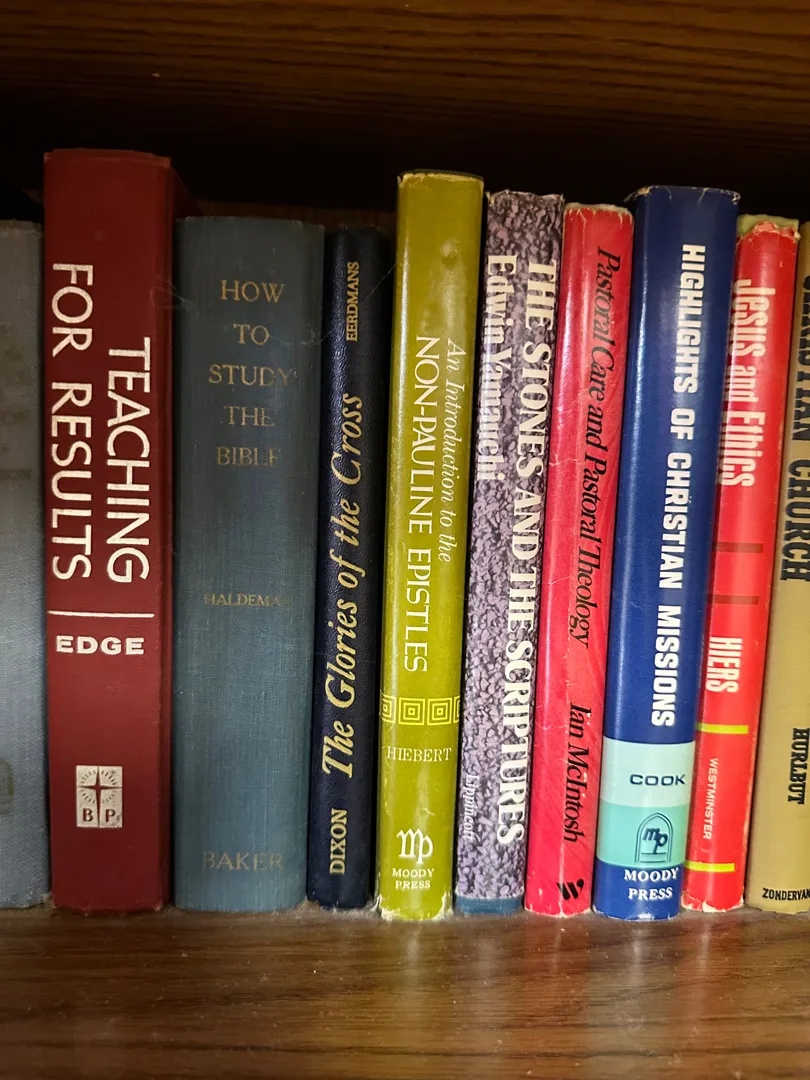 TEACHING
FOR RESULTS
EDGE
BP
HOW
TO
STUDY
THE
BIBLE
HALDEMAN
BAKER
EERDMANS
The Glories of the Cross
DIXON
An Introduction to the
NON-PAULINE EPISTLES
HIEBERT
mp
MOODY
PRESS
THE STONES AND THE SCRIPTURES
Edwin Yamauchi
Lippincott
Pastoral Care and Pastoral Theology
Ian McIntosh
W
HIGHLIGHTS OF CHRISTIAN MISSIONS
COOK
mp
MOODY
PRESS
Jesus and Ethics
HIERS
WESTMINSTER
CHURCH
HURLBUT
ZONDERVAN